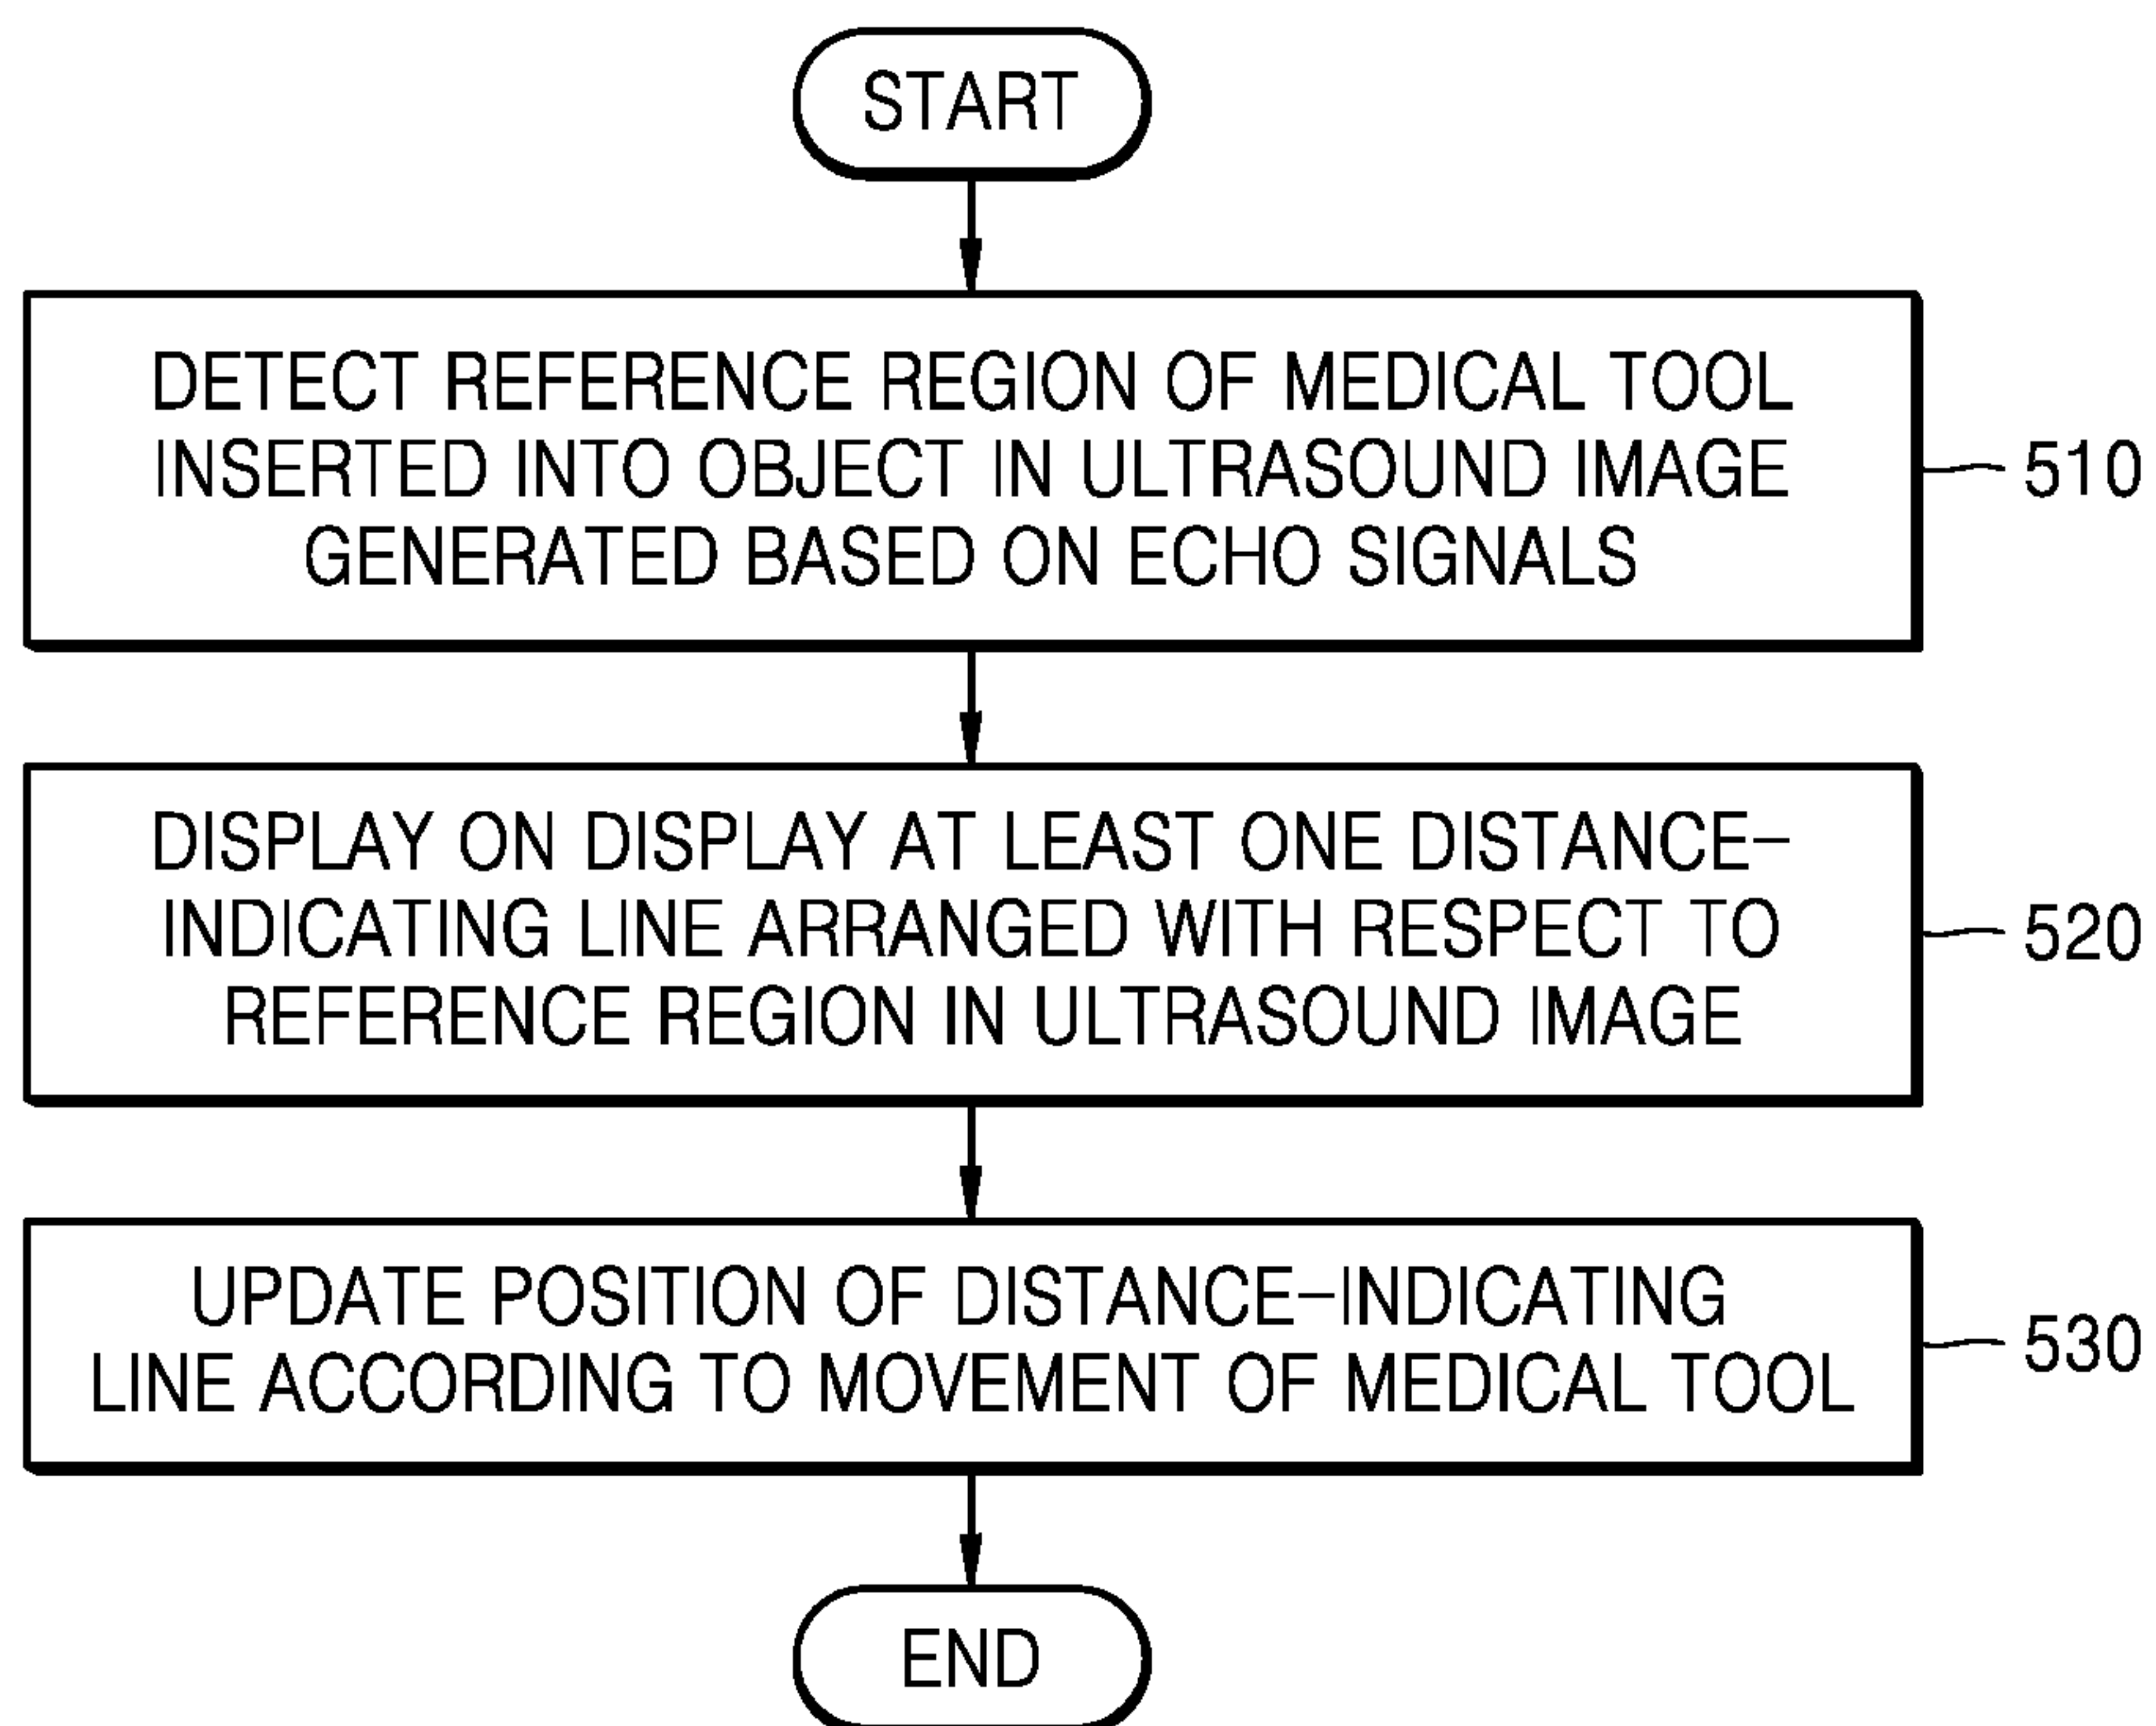 START
DETECT REFERENCE REGION OF MEDICAL TOOL
INSERTED INTO OBJECT IN ULTRASOUND IMAGE
GENERATED BASED ON ECHO SIGNALS
510
DISPLAY ON DISPLAY AT LEAST ONE DISTANCE–
INDICATING LINE ARRANGED WITH RESPECT TO
REFERENCE REGION IN ULTRASOUND IMAGE
520
UPDATE POSITION OF DISTANCE–INDICATING
LINE ACCORDING TO MOVEMENT OF MEDICAL TOOL
530
END